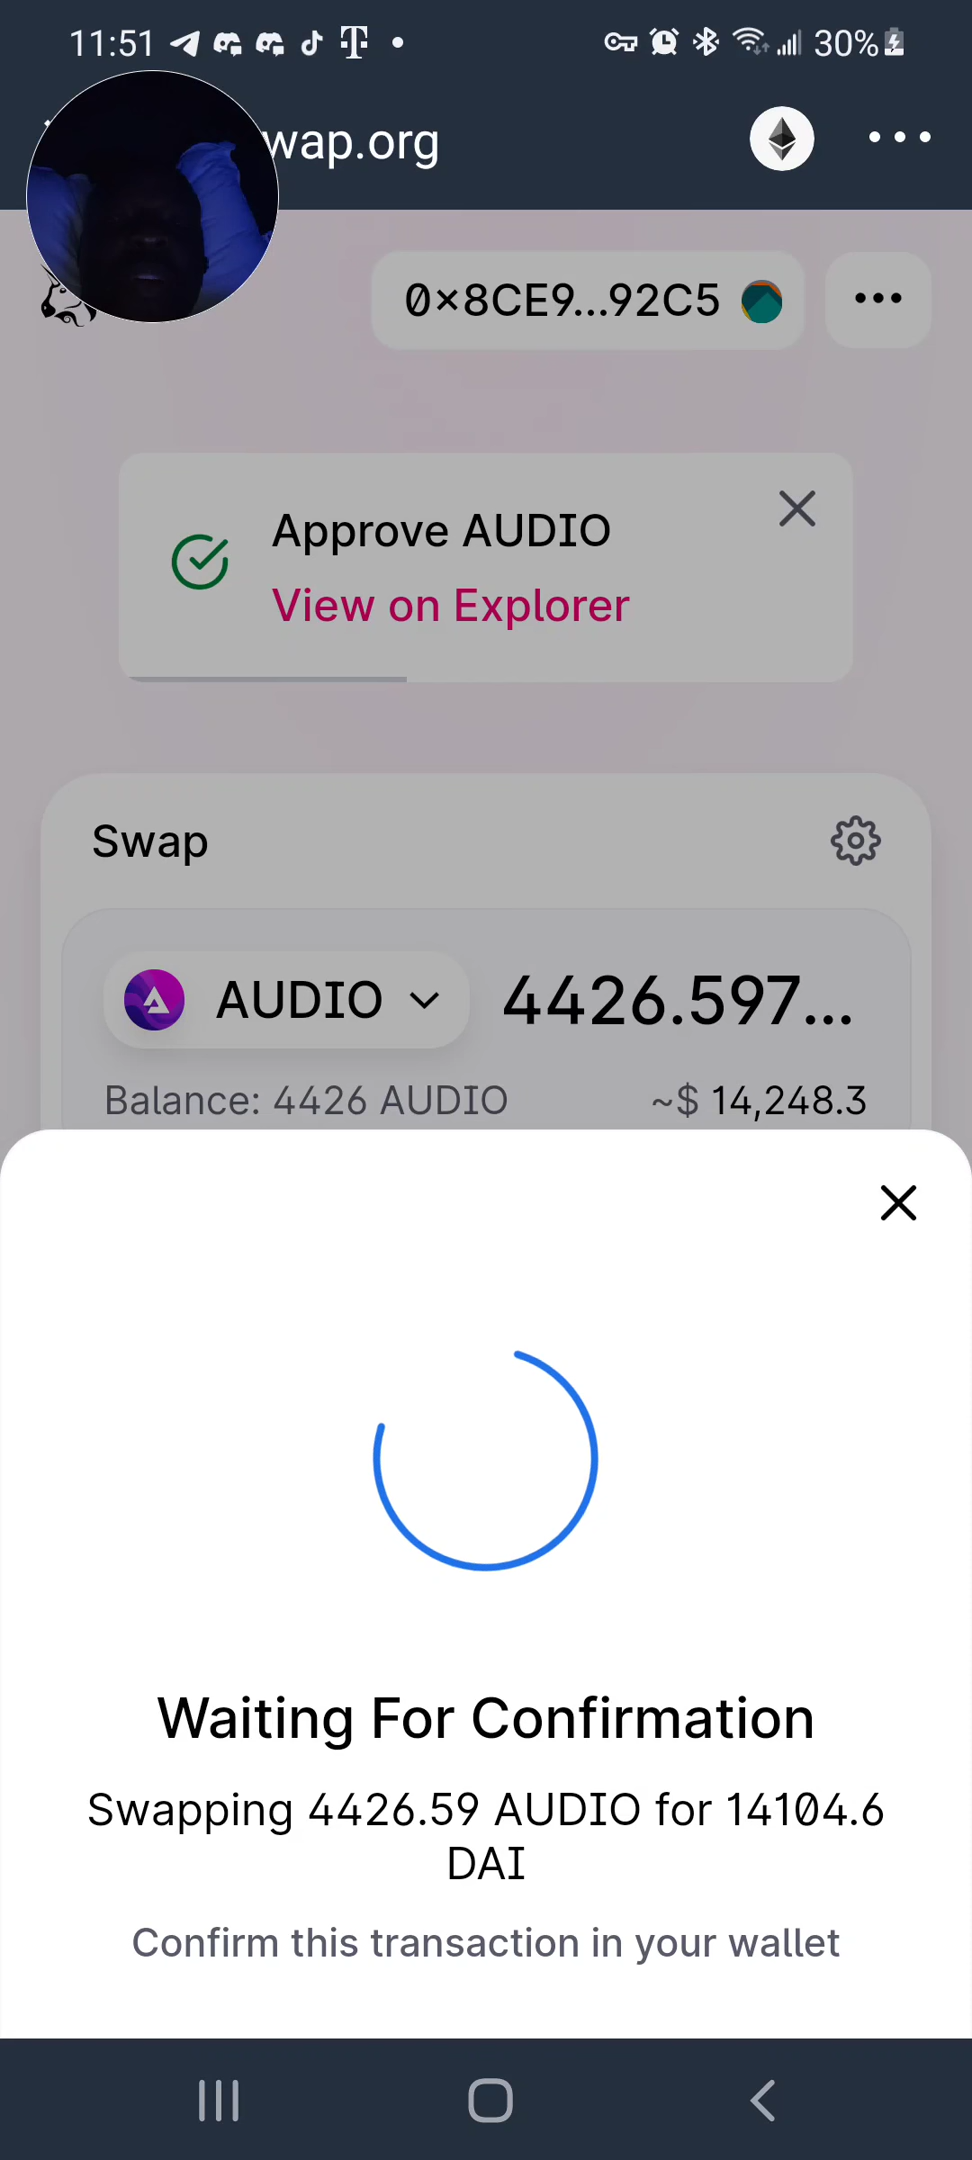 11:51
30%
wap.org
0×8CE9...92C5
Approve AUDIO
View on Explorer
Swap
AUDIO 4426.597...
Balance: 4426 AUDIO ~$ 14,248.3
Waiting For Confirmation
Swapping 4426.59 AUDIO for 14104.6
DAI
Confirm this transaction in your wallet